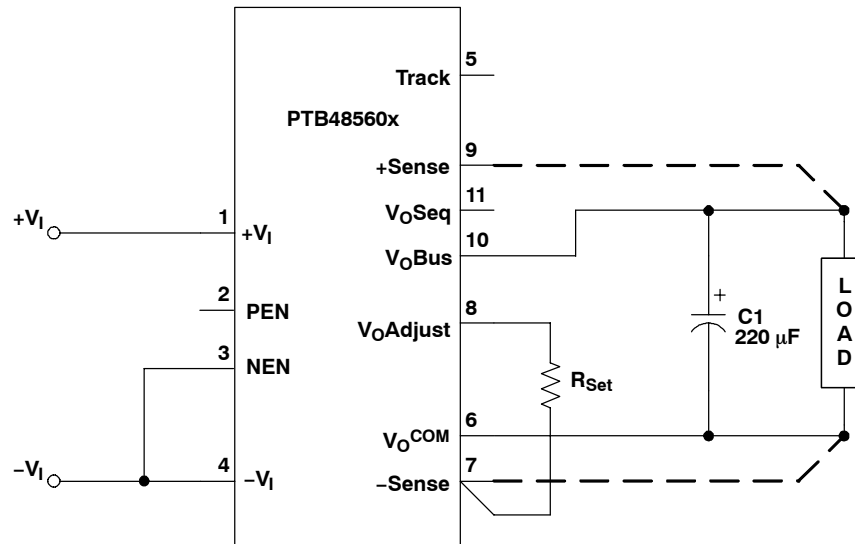 5
Track
PTB48560x
9
+Sense
11
VOSeq
+VI
1
+VI
10
VOBus
2
PEN
8
VOAdjust
3
NEN
RSet
+
C1
220 μF
LOAD
6
VOCOM
7
−Sense
−VI
4
−VI